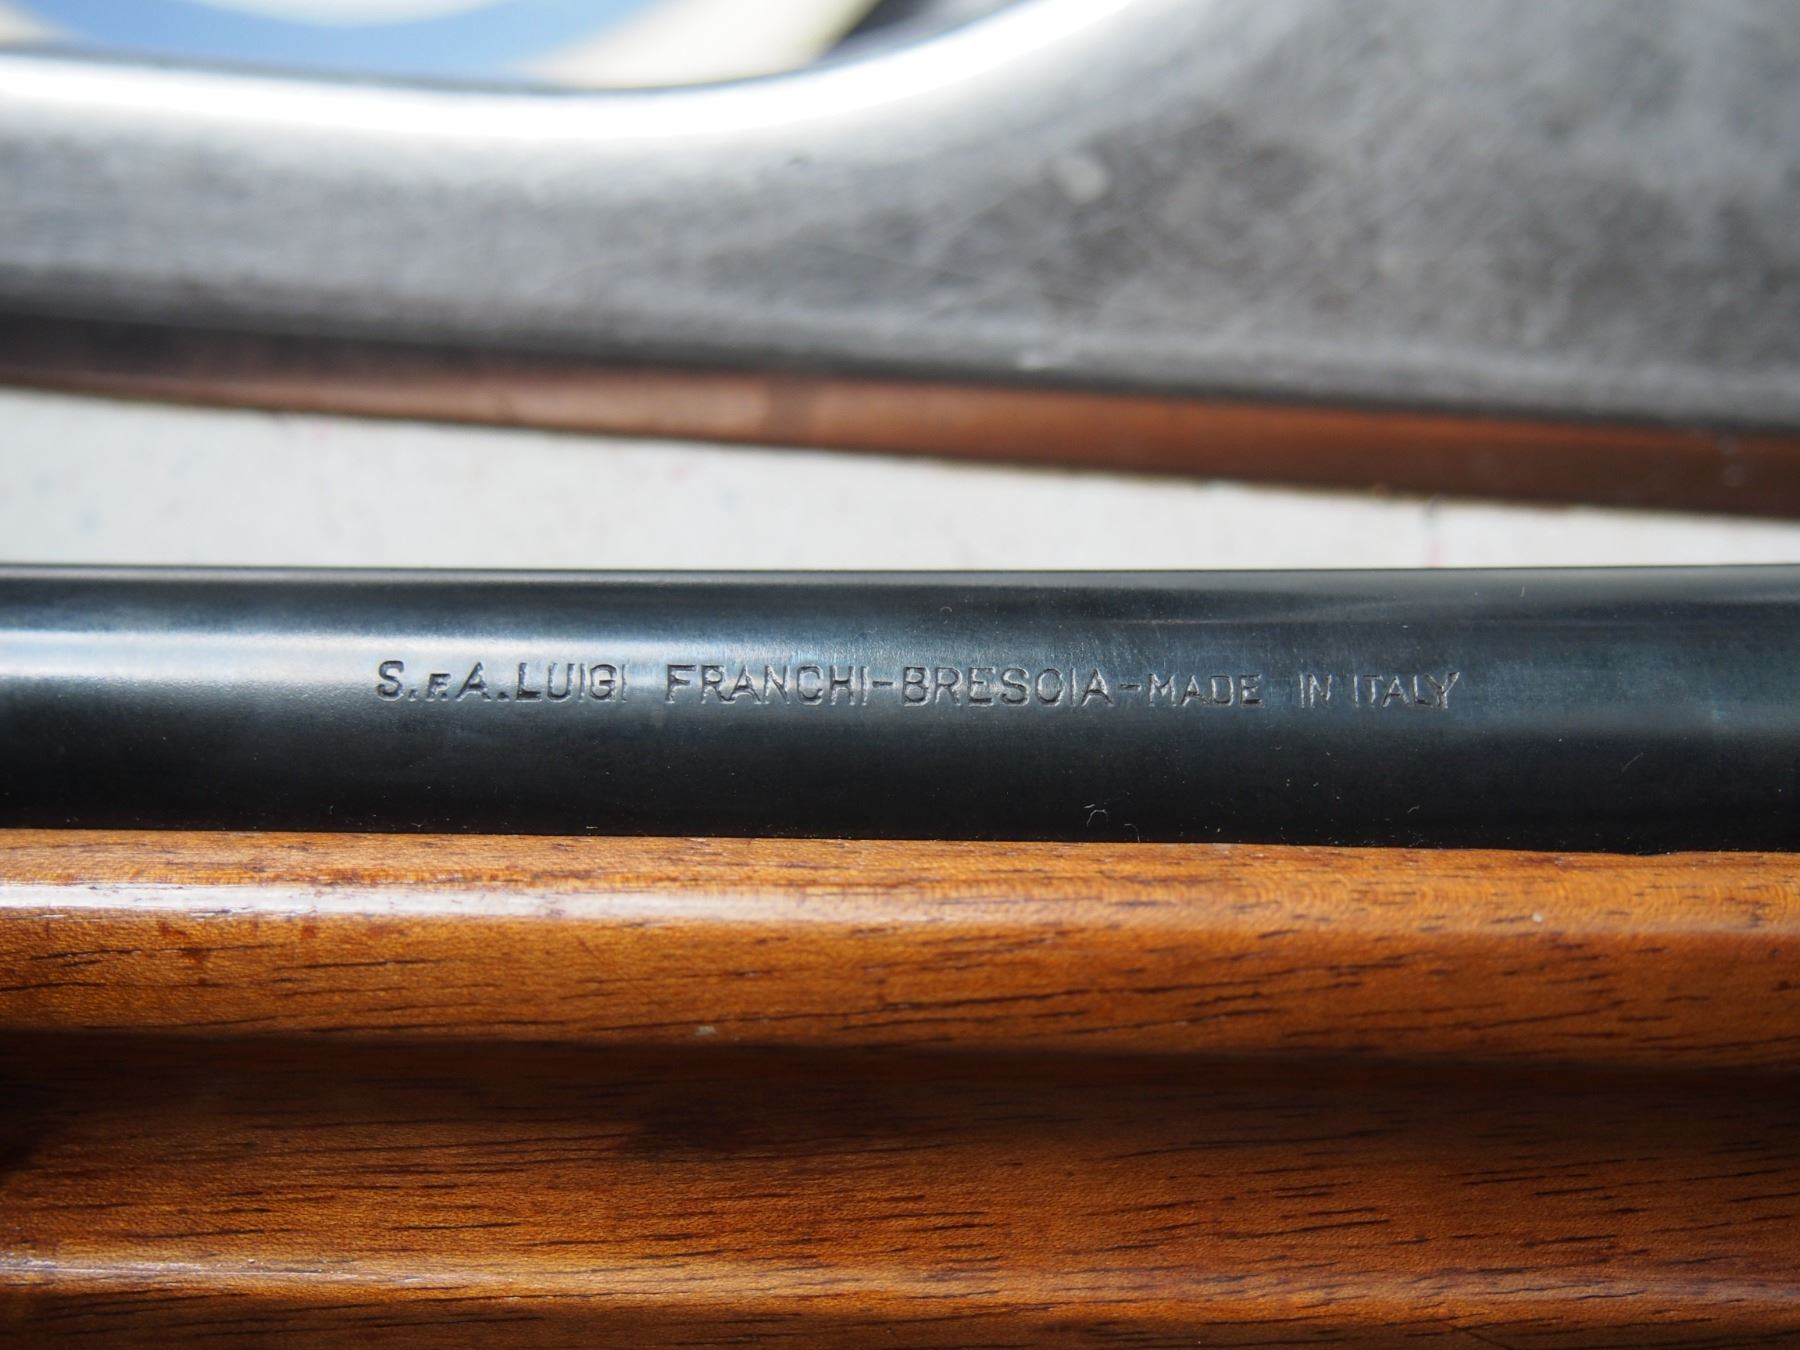 S.P.A. LUIGI FRANCHI-BRESCIA-MADE IN ITALY